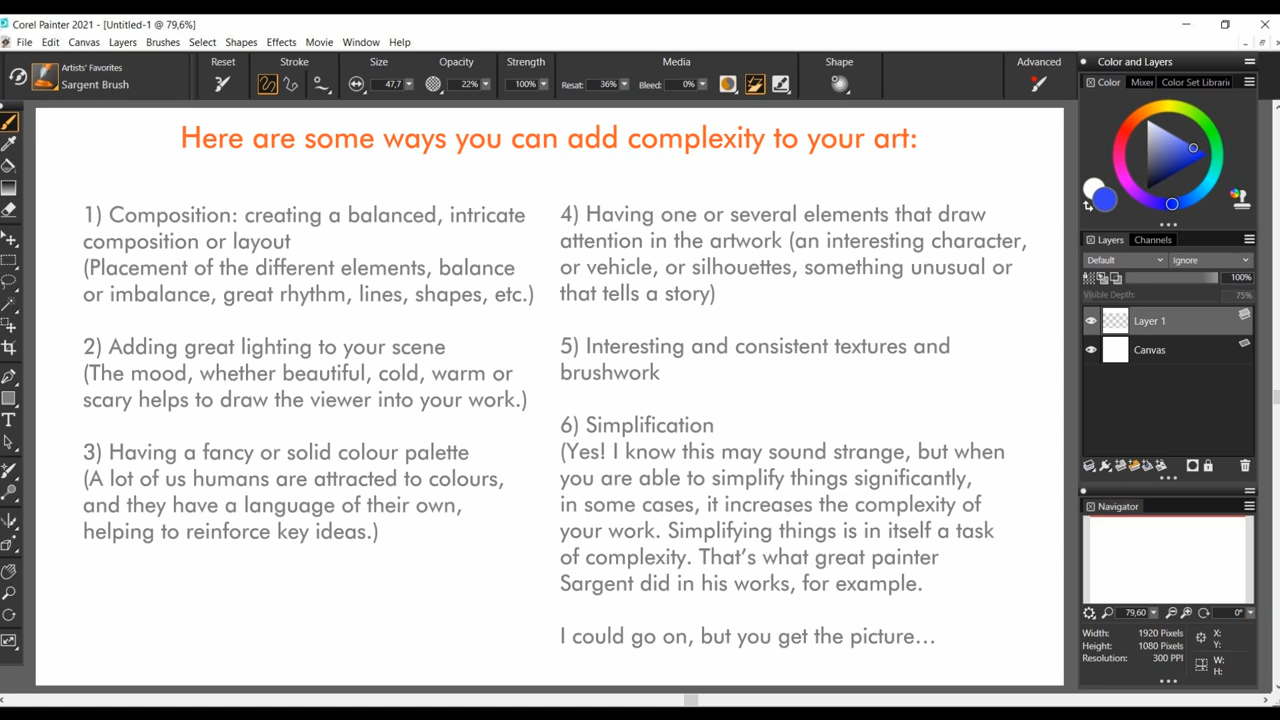 Corel Painter 2021 - [Untitled-1 @ 79,6%]
File Edit Canvas Layers Brushes Select Shapes Effects Movie Window Help
Artists' Favorites
Sargent Brush
Reset
Stroke
Size
47,7
Opacity
22%
Strength
100%
Media
Resat: 36%
Bleed: 0%
Shape
Advanced
Here are some ways you can add complexity to your art:
1) Composition: creating a balanced, intricate
composition or layout
(Placement of the different elements, balance
or imbalance, great rhythm, lines, shapes, etc.)
2) Adding great lighting to your scene
(The mood, whether beautiful, cold, warm or
scary helps to draw the viewer into your work.)
3) Having a fancy or solid colour palette
(A lot of us humans are attracted to colours,
and they have a language of their own,
helping to reinforce key ideas.)
4) Having one or several elements that draw
attention in the artwork (an interesting character,
or vehicle, or silhouettes, something unusual or
that tells a story)
5) Interesting and consistent textures and
brushwork
6) Simplification
(Yes! I know this may sound strange, but when
you are able to simplify things significantly,
in some cases, it increases the complexity of
your work. Simplifying things is in itself a task
of complexity. That's what great painter
Sargent did in his works, for example.
I could go on, but you get the picture...
Color and Layers
Color Mixer Color Set Librarie
Layers Channels
Default Ignore
100%
Visible Depth: 75%
Layer 1
Canvas
Navigator
79,60 0°
Width: 1920 Pixels X:
Height: 1080 Pixels Y:
Resolution: 300 PPI W:
H: